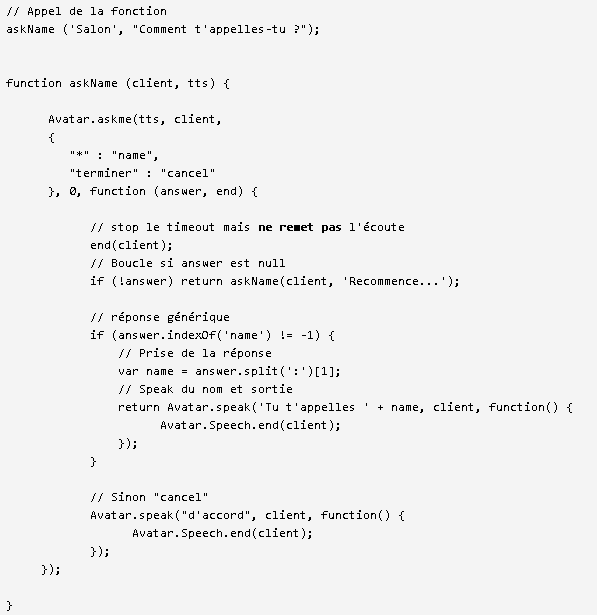 // Appel de la fonction
askName ('Salon', "Comment t'appelles-tu ?");
function askName (client, tts) {
Avatar.askme(tts, client,
{
"*" : "name",
"terminer" : "cancel"
}, 0, function (answer, end) {
// stop le timeout mais ne remet pas l'écoute
end(client);
// Boucle si answer est null
if (!answer) return askName(client, 'Recommence...');
// réponse générique
if (answer.indexOf('name') != -1) {
// Prise de la réponse
var name = answer.split(':')[1];
// Speak du nom et sortie
return Avatar.speak('Tu t'appelles ' + name, client, function() {
Avatar.Speech.end(client);
});
}
// Sinon "cancel"
Avatar.speak("d'accord", client, function() {
Avatar.Speech.end(client);
});
});
}